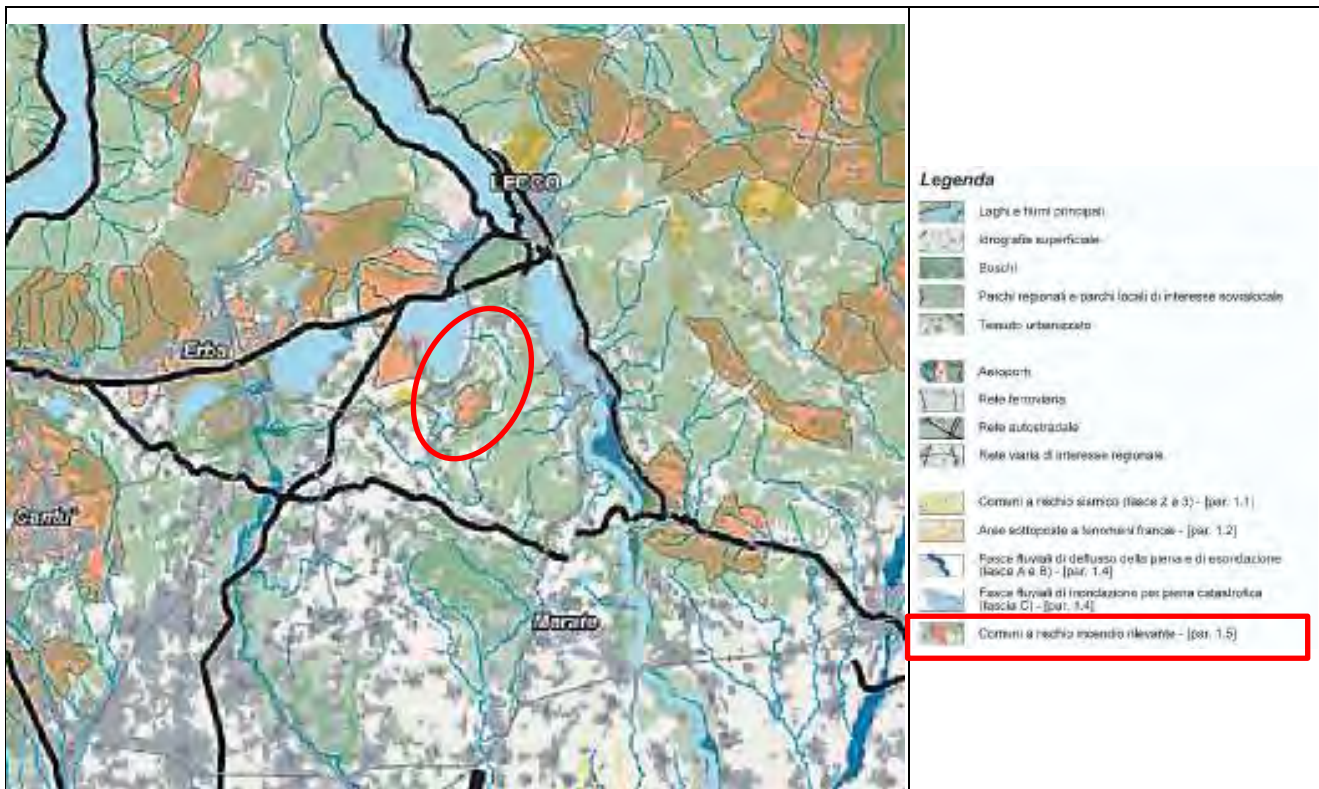 LECCO
Erba
Cantu'
Merate
Legenda
Laghi e fiumi principali
Idrografia superficiale
Boschi
Parchi regionali e parchi locali di interesse sovralocale
Tessuto urbanizzato
Aeroporti
Rete ferroviaria
Rete autostradale
Rete viaria di interesse regionale
Comuni a rischio sismico (fasce 2 e 3) - [par. 1.1]
Aree sottoposte a fenomeni franosi - [par. 1.2]
Fasce fluviali di deflusso della piena e di esondazione
(fasce A e B) - [par. 1.4]
Fasce fluviali di inondazione per piena catastrofica
(fascia C) - [par. 1.4]
Comuni a rischio incendio rilevante - [par. 1.5]